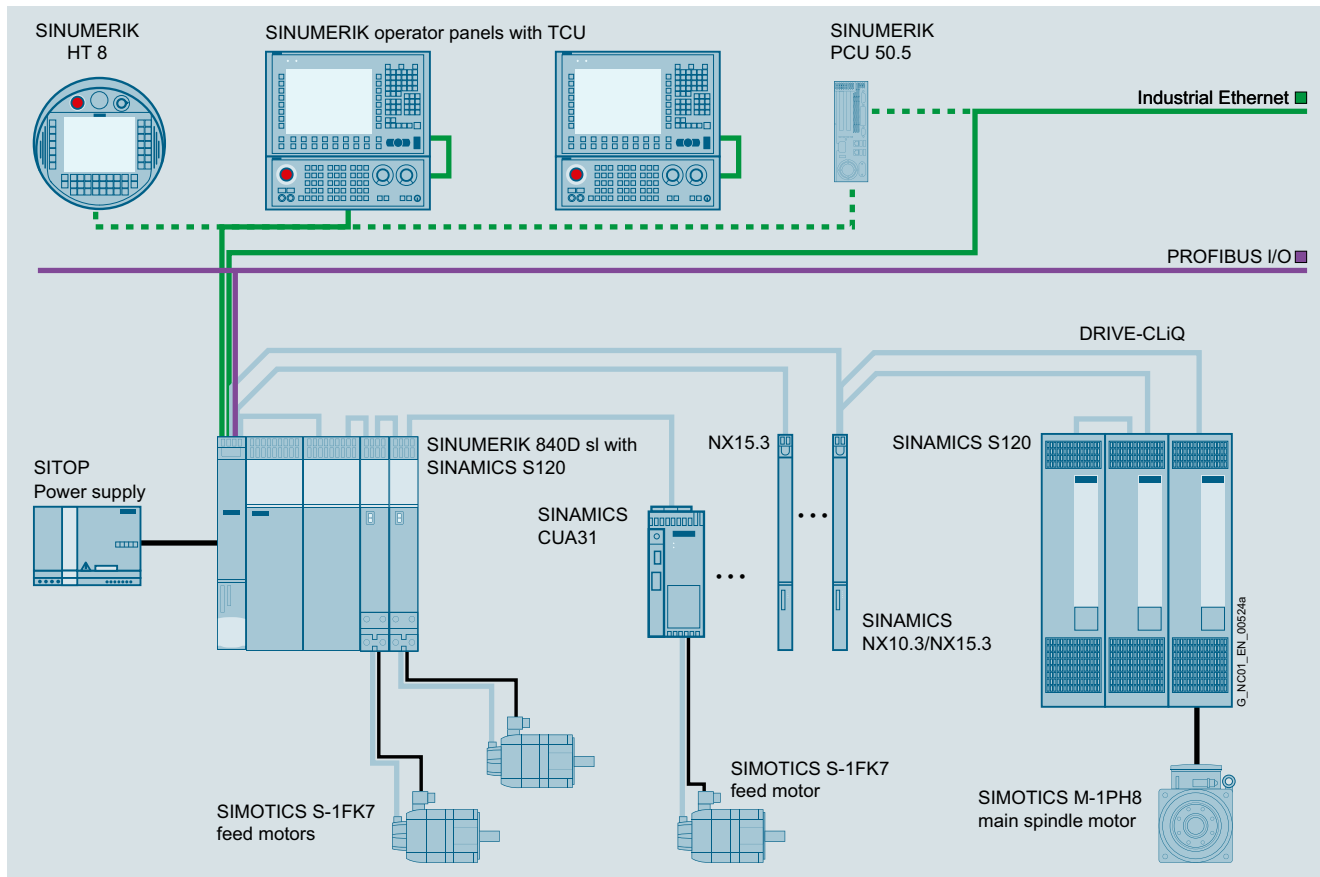 SINUMERIK
HT 8
SINUMERIK operator panels with TCU
SINUMERIK
PCU 50.5
Industrial Ethernet
PROFIBUS I/O
DRIVE-CLiQ
SITOP
Power supply
SINUMERIK 840D sl with
SINAMICS S120
SINAMICS
CUA31
NX15.3
SINAMICS S120
SINAMICS
NX10.3/NX15.3
G_NC01_EN_00524a
SIMOTICS S-1FK7
feed motors
SIMOTICS S-1FK7
feed motor
SIMOTICS M-1PH8
main spindle motor